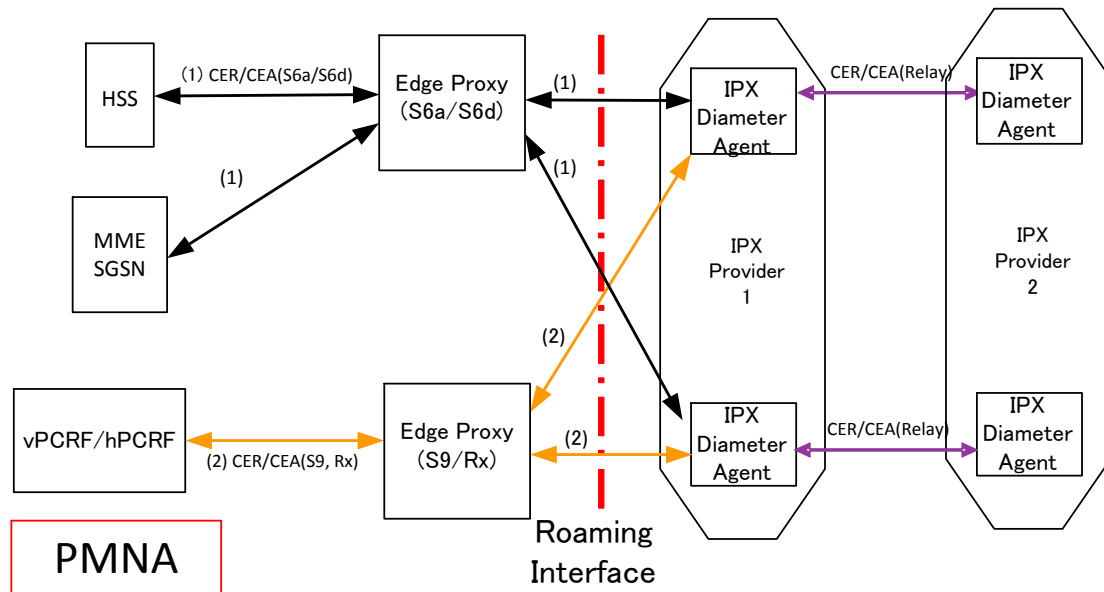 HSS
(1) CER/CEA(S6a/S6d)
Edge Proxy
(S6a/S6d)
(1)
IPX
Diameter
Agent
CER/CEA(Relay)
IPX
Diameter
Agent
(1)
(1)
MME
SGSN
IPX
Provider
1
IPX
Provider
2
(2)
vPCRF/hPCRF
(2) CER/CEA(S9, Rx)
Edge Proxy
(S9/Rx)
(2)
IPX
Diameter
Agent
CER/CEA(Relay)
IPX
Diameter
Agent
PMNA
Roaming
Interface